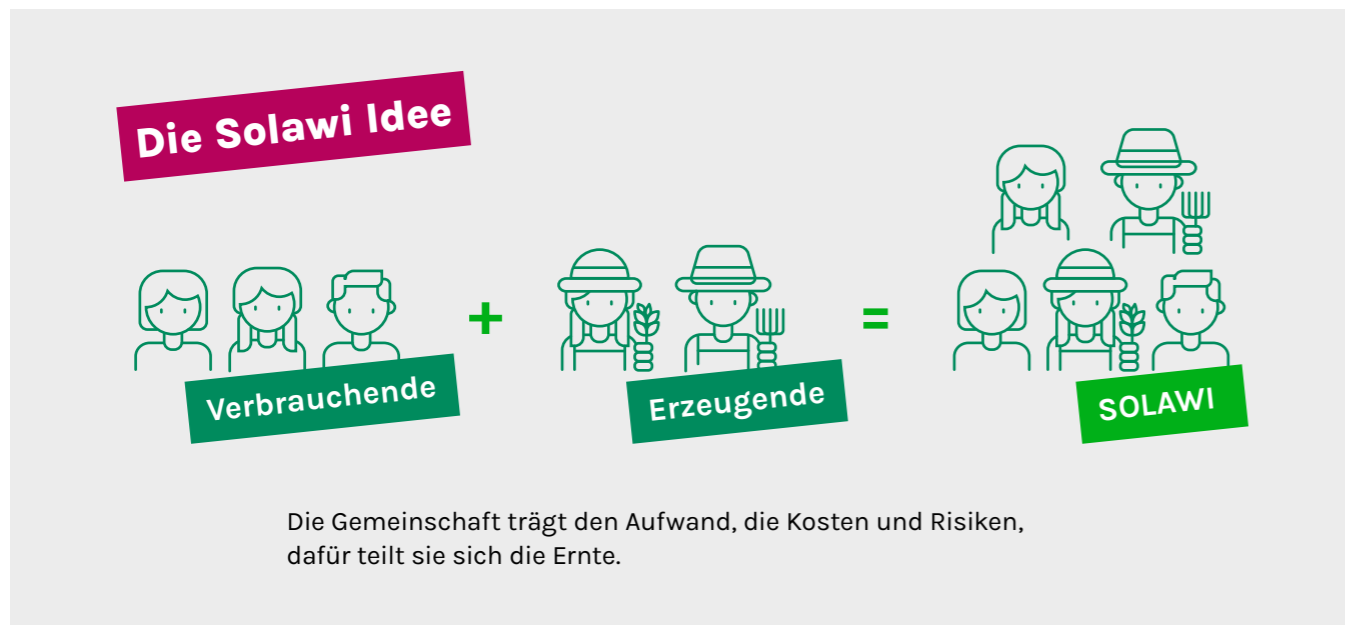 Die Solawi Idee
+
=
Verbrauchende
Erzeugende
SOLAWI
Die Gemeinschaft trägt den Aufwand, die Kosten und Risiken,
dafür teilt sie sich die Ernte.